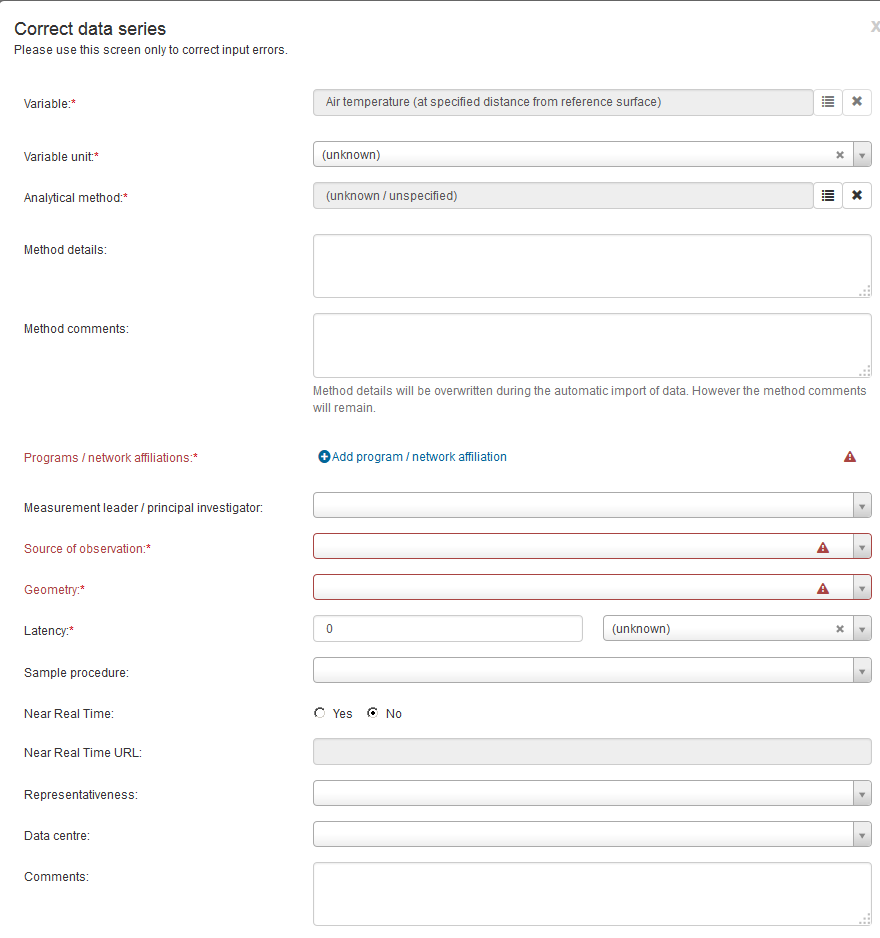 Correct data series
x
Please use this screen only to correct input errors.
Variable:* Air temperature (at specified distance from reference surface)
Variable unit:* (unknown)
Analytical method:* (unknown / unspecified)
Method details:
Method comments:
Method details will be overwritten during the automatic import of data. However the method comments
will remain.
Programs / network affiliations:* Add program / network affiliation
Measurement leader / principal investigator:
Source of observation:*
Geometry:*
Latency:* 0 (unknown)
Sample procedure:
Near Real Time: Yes No
Near Real Time URL:
Representativeness:
Data centre:
Comments: